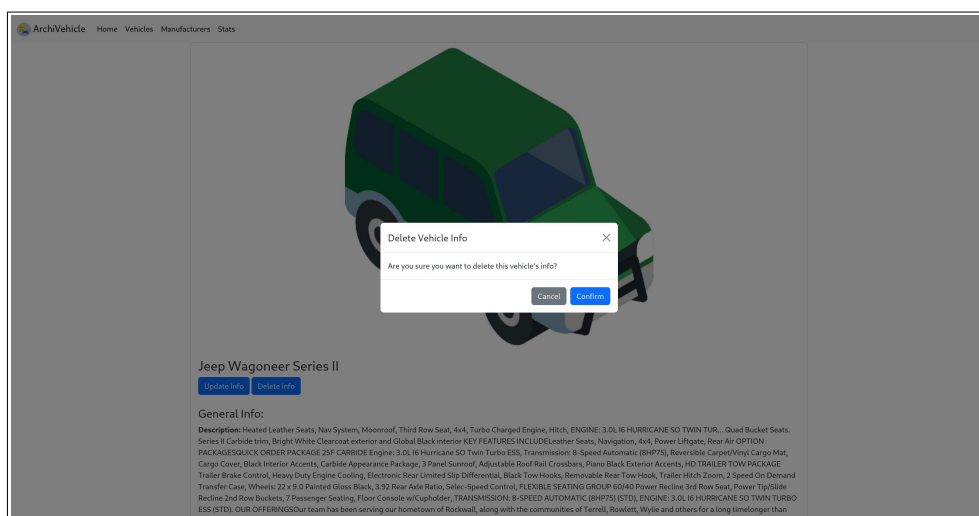 ArchiVehicle Home Vehicles Manufacturers Stats
Delete Vehicle Info
Are you sure you want to delete this vehicle's info?
Cancel Confirm
Jeep Wagoneer Series II
Update Info Delete info
General Info:
Description: Heated Leather Seats, Nav System, Moonroof, Third Row Seat, 4x4, Turbo Charged Engine, Hitch, ENGINE: 3.0L I6 HURRICANE SO TWIN TUR... Quad Bucket Seats.
Series II Carbide trim, Bright White Clearcoat exterior and Global Black interior KEY FEATURES INCLUDELeather Seats, Navigation, 4x4, Power Liftgate, Rear Air OPTION
PACKAGESQUICK ORDER PACKAGE 25F CARBIDE Engine: 3.0L I6 Hurricane SO Twin Turbo ESS, Transmission: 8-Speed Automatic (8HP75), Reversible Carpet/Vinyl Cargo Mat,
Cargo Cover, Black Interior Accents, Carbide Appearance Package, 3 Panel Sunroof, Adjustable Roof Rail Crossbars, Piano Black Exterior Accents, HD TRAILER TOW PACKAGE
Trailer Brake Control, Heavy Duty Engine Cooling, Electronic Rear Limited Slip Differential, Black Tow Hooks, Removable Rear Tow Hook, Trailer Hitch Zoom, 2 Speed On Demand
Transfer Case, Wheels: 22 x 9.0 Painted Gloss Black, 3.92 Rear Axle Ratio, Selec-Speed Control, FLEXIBLE SEATING GROUP 60/40 Power Recline 3rd Row Seat, Power Tip/Slide
Recline 2nd Row Buckets, 7 Passenger Seating, Floor Console w/Cupholder, TRANSMISSION: 8-SPEED AUTOMATIC (8HP75) (STD), ENGINE: 3.0L I6 HURRICANE SO TWIN TURBO
ESS (STD). OUR OFFERINGSOur team has been serving our hometown of Rockwall, along with the communities of Terrell, Rowlett, Wylie and others for a long timelonger than